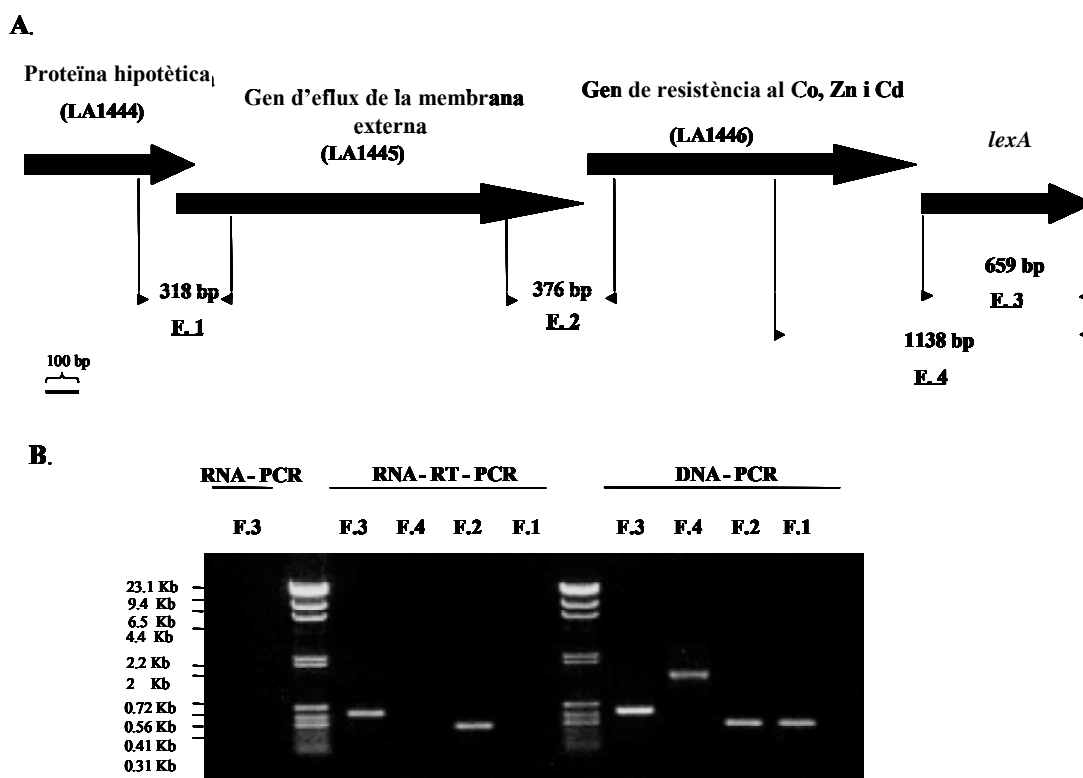 A.
Proteïna hipotètica
(LA1444)
Gen d'eflux de la membrana
externa
(LA1445)
Gen de resistència al Co, Zn i Cd
(LA1446)
lexA
318 bp
F. 1
376 bp
F. 2
659 bp
F. 3
1138 bp
F. 4
100 bp
B.
RNA - PCR
RNA - RT - PCR
DNA - PCR
F.3
F.3 F.4 F.2 F.1
F.3 F.4 F.2 F.1
23.1 Kb
9.4 Kb
6.5 Kb
4.4 Kb
2,2 Kb
2 Kb
0.72 Kb
0.56 Kb
0.41 Kb
0.31 Kb